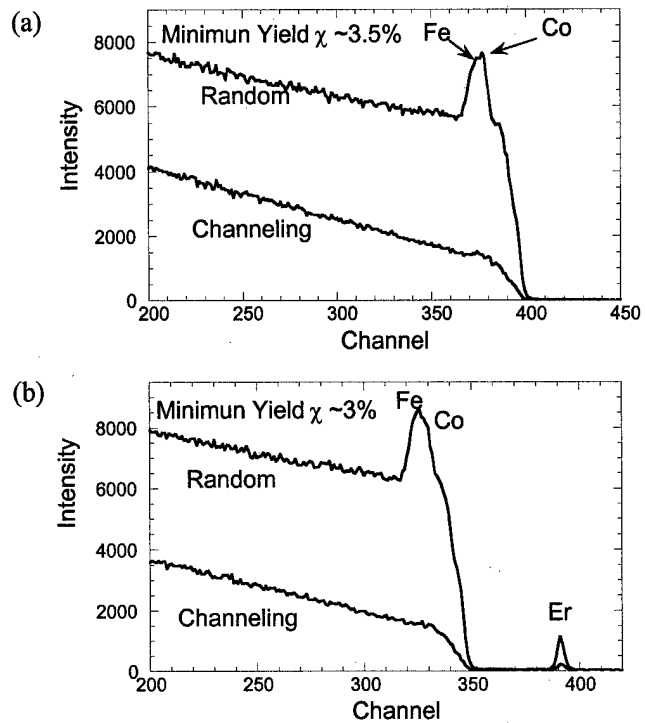 (a)
Minimun Yield χ ~3.5%
Fe
Co
Random
Channeling
Intensity
8000
6000
4000
2000
0
200
250
300
350
400
450
Channel
(b)
Minimun Yield χ ~3%
Fe
Co
Random
Channeling
Er
Intensity
8000
6000
4000
2000
0
200
250
300
350
400
Channel